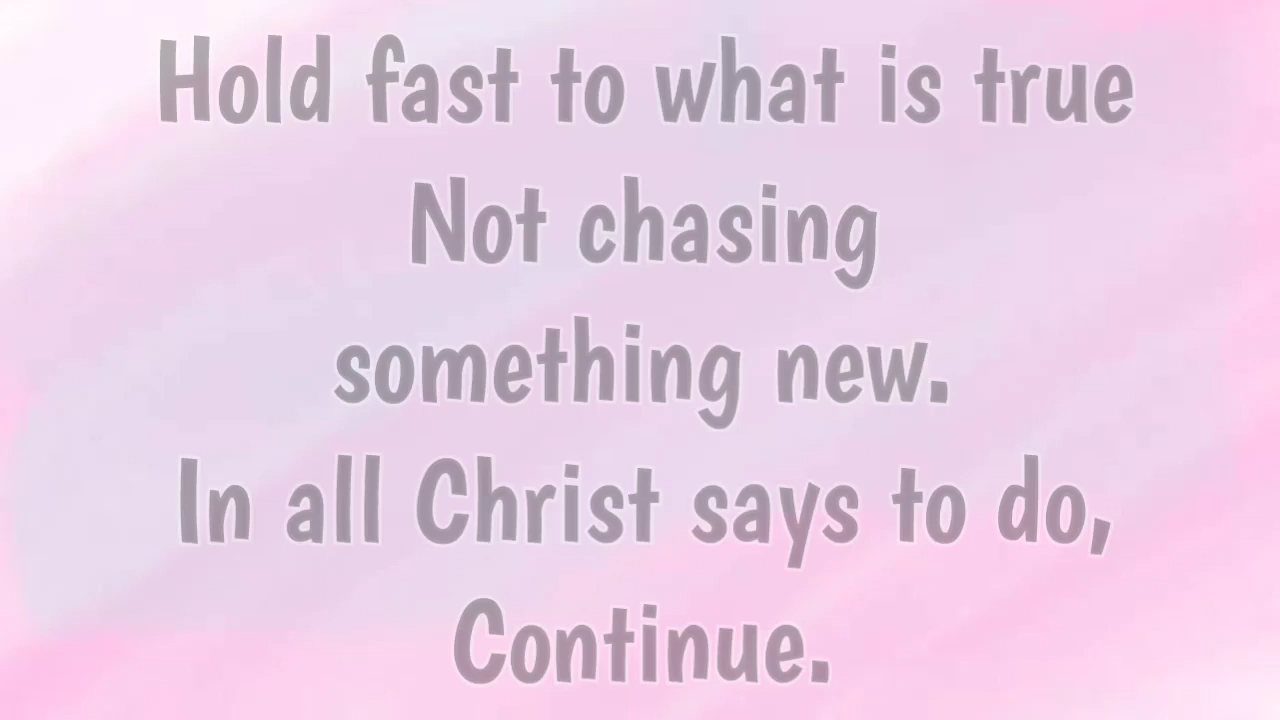 Hold fast to what is true
Not chasing
something new.
In all Christ says to do,
Continue.